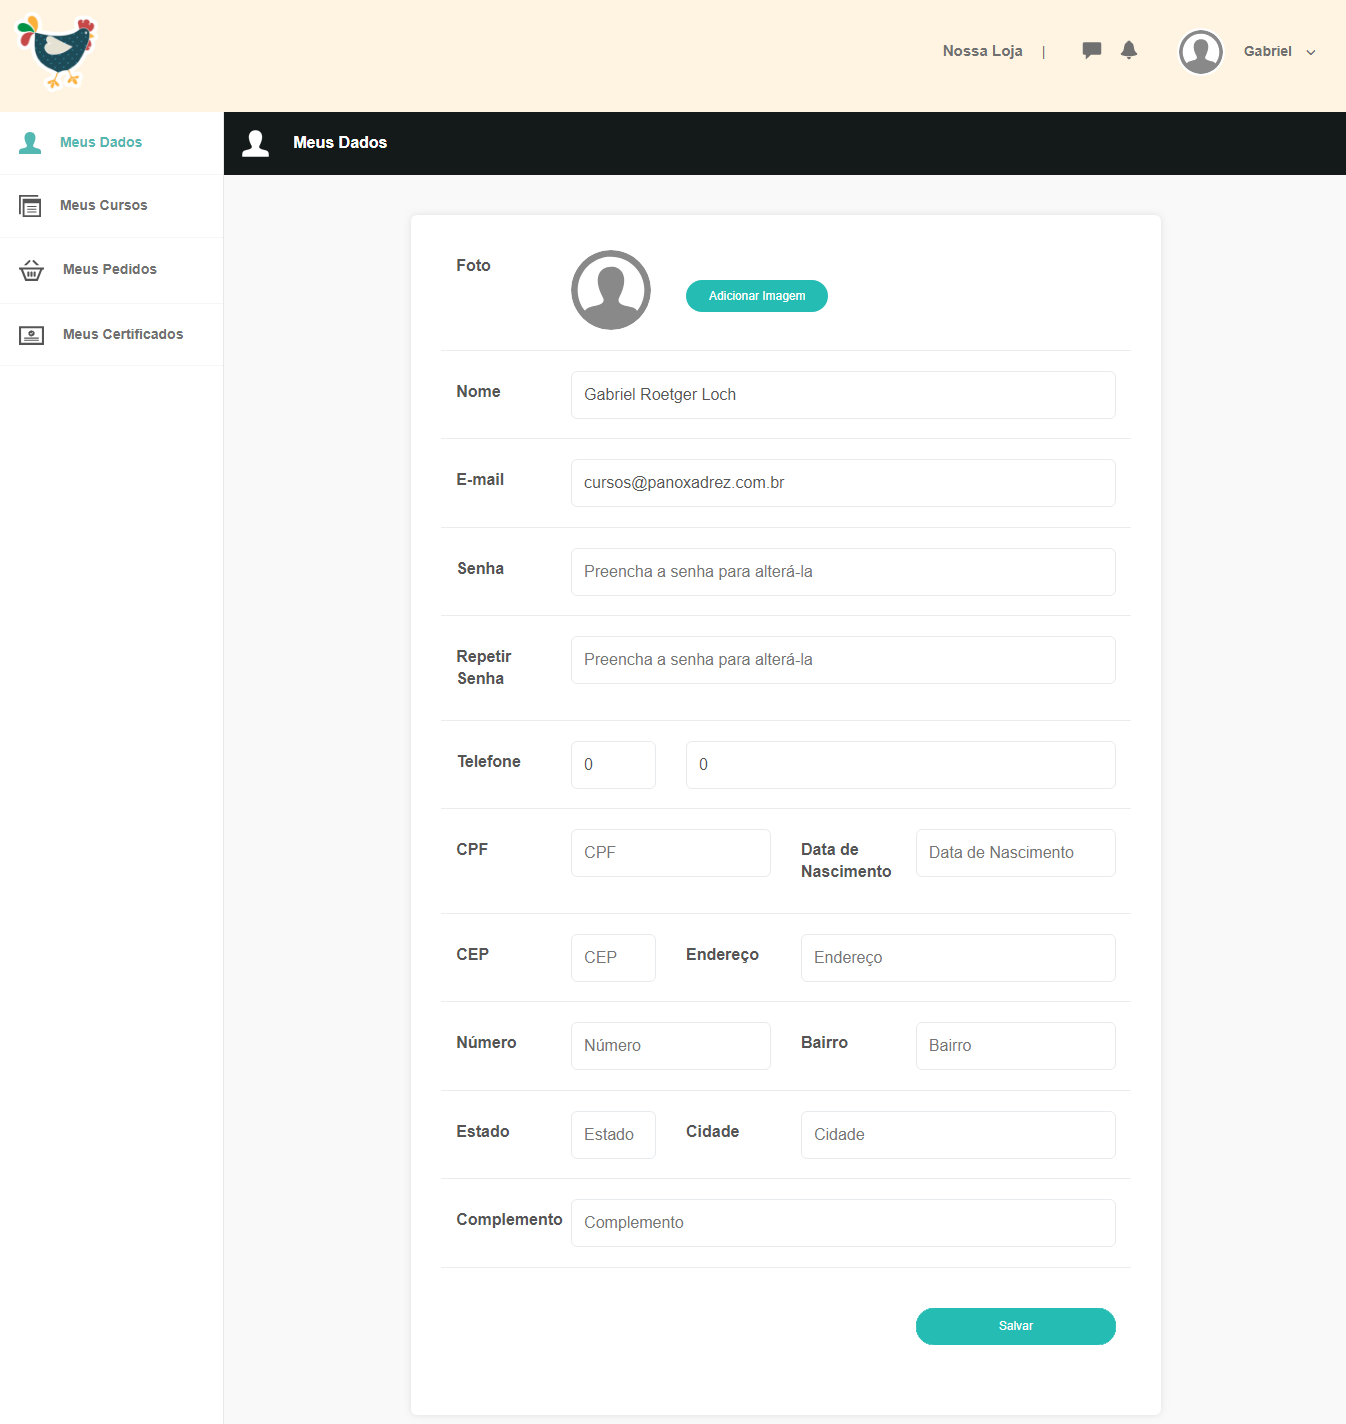 Nossa Loja |
Gabriel
Meus Dados
Meus Cursos
Meus Pedidos
Meus Certificados
Meus Dados
Foto
Adicionar Imagem
Nome
Gabriel Roetger Loch
E-mail
cursos@panoxadrez.com.br
Senha
Preencha a senha para alterá-la
Repetir
Senha
Preencha a senha para alterá-la
Telefone
0
0
CPF
CPF
Data de
Nascimento
Data de Nascimento
CEP
CEP
Endereço
Endereço
Número
Número
Bairro
Bairro
Estado
Estado
Cidade
Cidade
Complemento
Complemento
Salvar